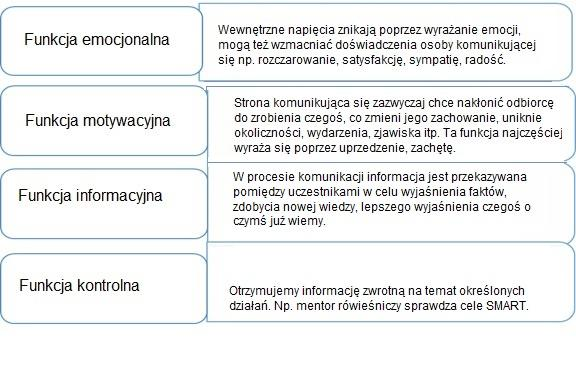 Funkcja emocjonalna
Wewnętrzne napięcia znikają poprzez wyrażanie emocji,
mogą też wzmacniać doświadczenia osoby komunikującej
się np. rozczarowanie, satysfakcję, sympatię, radość.
Funkcja motywacyjna
Strona komunikująca się zazwyczaj chce nakłonić odbiorcę
do zrobienia czegoś, co zmieni jego zachowanie, uniknie
okoliczności, wydarzenia, zjawiska itp. Ta funkcja najczęściej
wyraża się poprzez uprzedzenie, zachętę.
Funkcja informacyjna
W procesie komunikacji informacja jest przekazywana
pomiędzy uczestnikami w celu wyjaśnienia faktów,
zdobycia nowej wiedzy, lepszego wyjaśnienia czegoś o
czymś już wiemy.
Funkcja kontrolna
Otrzymujemy informację zwrotną na temat określonych
działań. Np. mentor rówieśniczy sprawdza cele SMART.